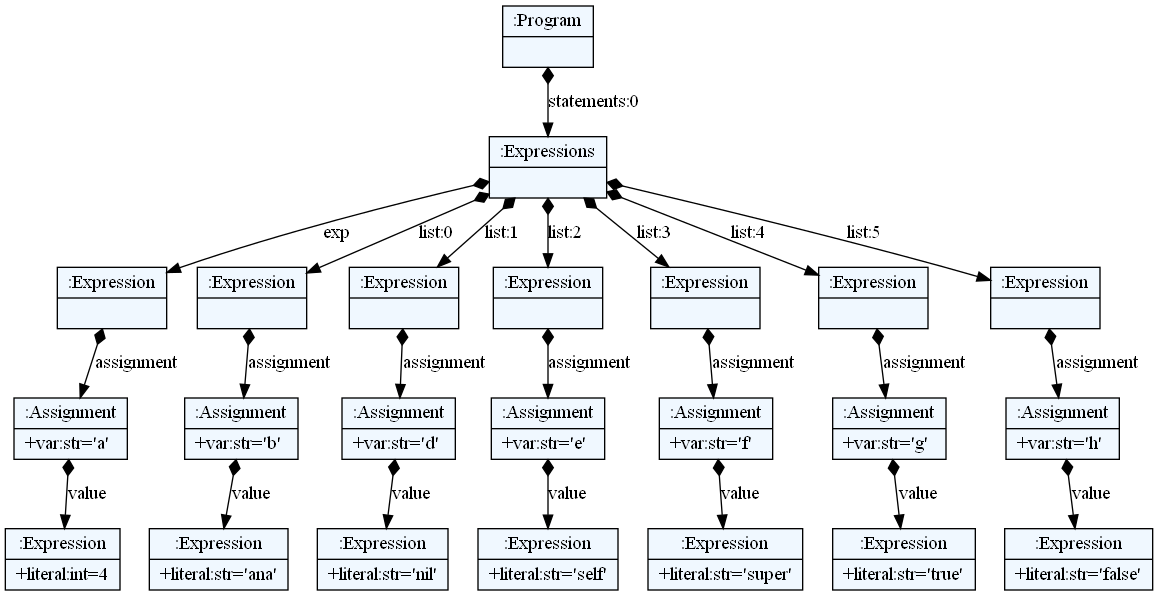 :Program
statements:0
:Expressions
exp
list:0
list:1
list:2
list:3
list:4
list:5
:Expression
:Expression
:Expression
:Expression
:Expression
:Expression
:Expression
assignment
assignment
assignment
assignment
assignment
assignment
assignment
:Assignment
:Assignment
:Assignment
:Assignment
:Assignment
:Assignment
:Assignment
+var:str='a'
+var:str='b'
+var:str='d'
+var:str='e'
+var:str='f'
+var:str='g'
+var:str='h'
value
value
value
value
value
value
value
:Expression
:Expression
:Expression
:Expression
:Expression
:Expression
:Expression
+literal:int=4
+literal:str='ana'
+literal:str='nil'
+literal:str='self'
+literal:str='super'
+literal:str='true'
+literal:str='false'